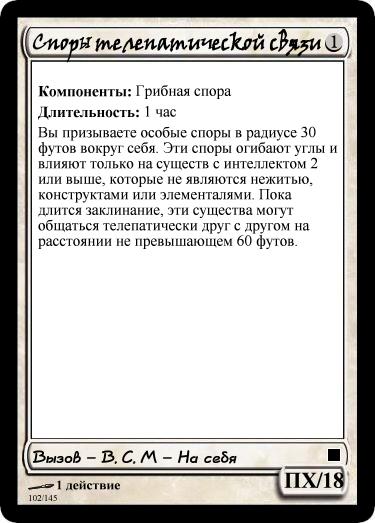 Споры телепатической связи 1
Компоненты: Грибная спора
Длительность: 1 час
Вы призываете особые споры в радиусе 30
футов вокруг себя. Эти споры огибают углы и
влияют только на существ с интеллектом 2
или выше, которые не являются нежитью,
конструктами или элементалями. Пока
длится заклинание, эти существа могут
общаться телепатически друг с другом на
расстоянии не превышающем 60 футов.
Вызов – В, С, М – На себя
1 действие
ПХ/18
102/145